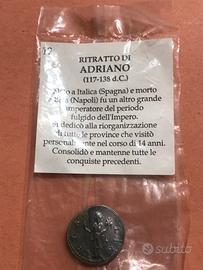 12
RITRATTO DI
ADRIANO
(117-138 d.C.)
Nato a Italica (Spagna) e morto
a Baia (Napoli) fu un altro grande
imperatore del periodo
fulgido dell'Impero.
Si dedicò alla riorganizzazione
di tutte le province che visitò
personalmente nel corso di 14 anni.
Consolidò e mantenne tutte le
conquiste precedenti.
subito